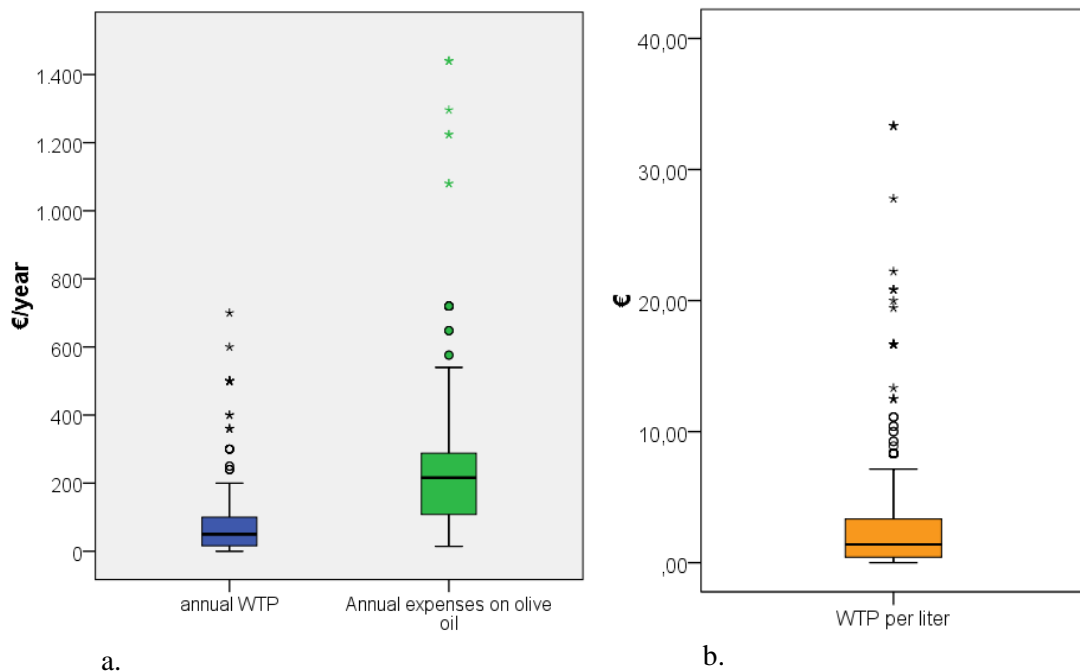 1.400
1.200
1.000
800
600
400
200
0
€/year
annual WTP
Annual expenses on olive
oil
a.
40,00
30,00
20,00
10,00
,00
€
WTP per liter
b.